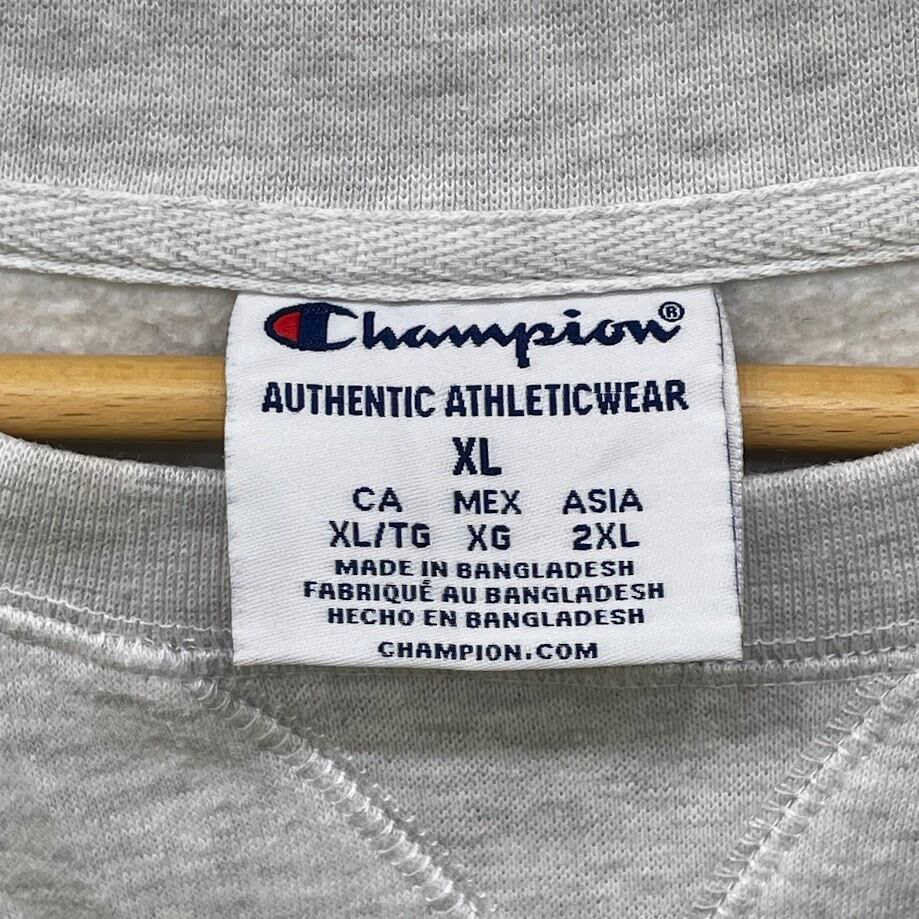 Champion®
AUTHENTIC ATHLETICWEAR
XL
CA MEX ASIA
XL/TG XG 2XL
MADE IN BANGLADESH
FABRIQUÉ AU BANGLADESH
HECHO EN BANGLADESH
CHAMPION.COM